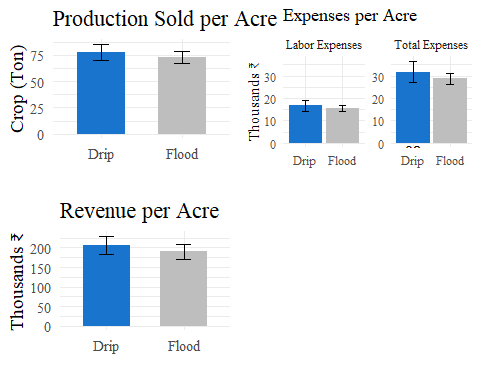 Production Sold per Acre
Crop (Ton)
75
50
25
0
Drip Flood
Expenses per Acre
Labor Expenses Total Expenses
Thousands ₹
30
20
10
0
Drip Flood
30
20
10
0
Drip Flood
Revenue per Acre
Thousands ₹
200
150
100
50
0
Drip Flood